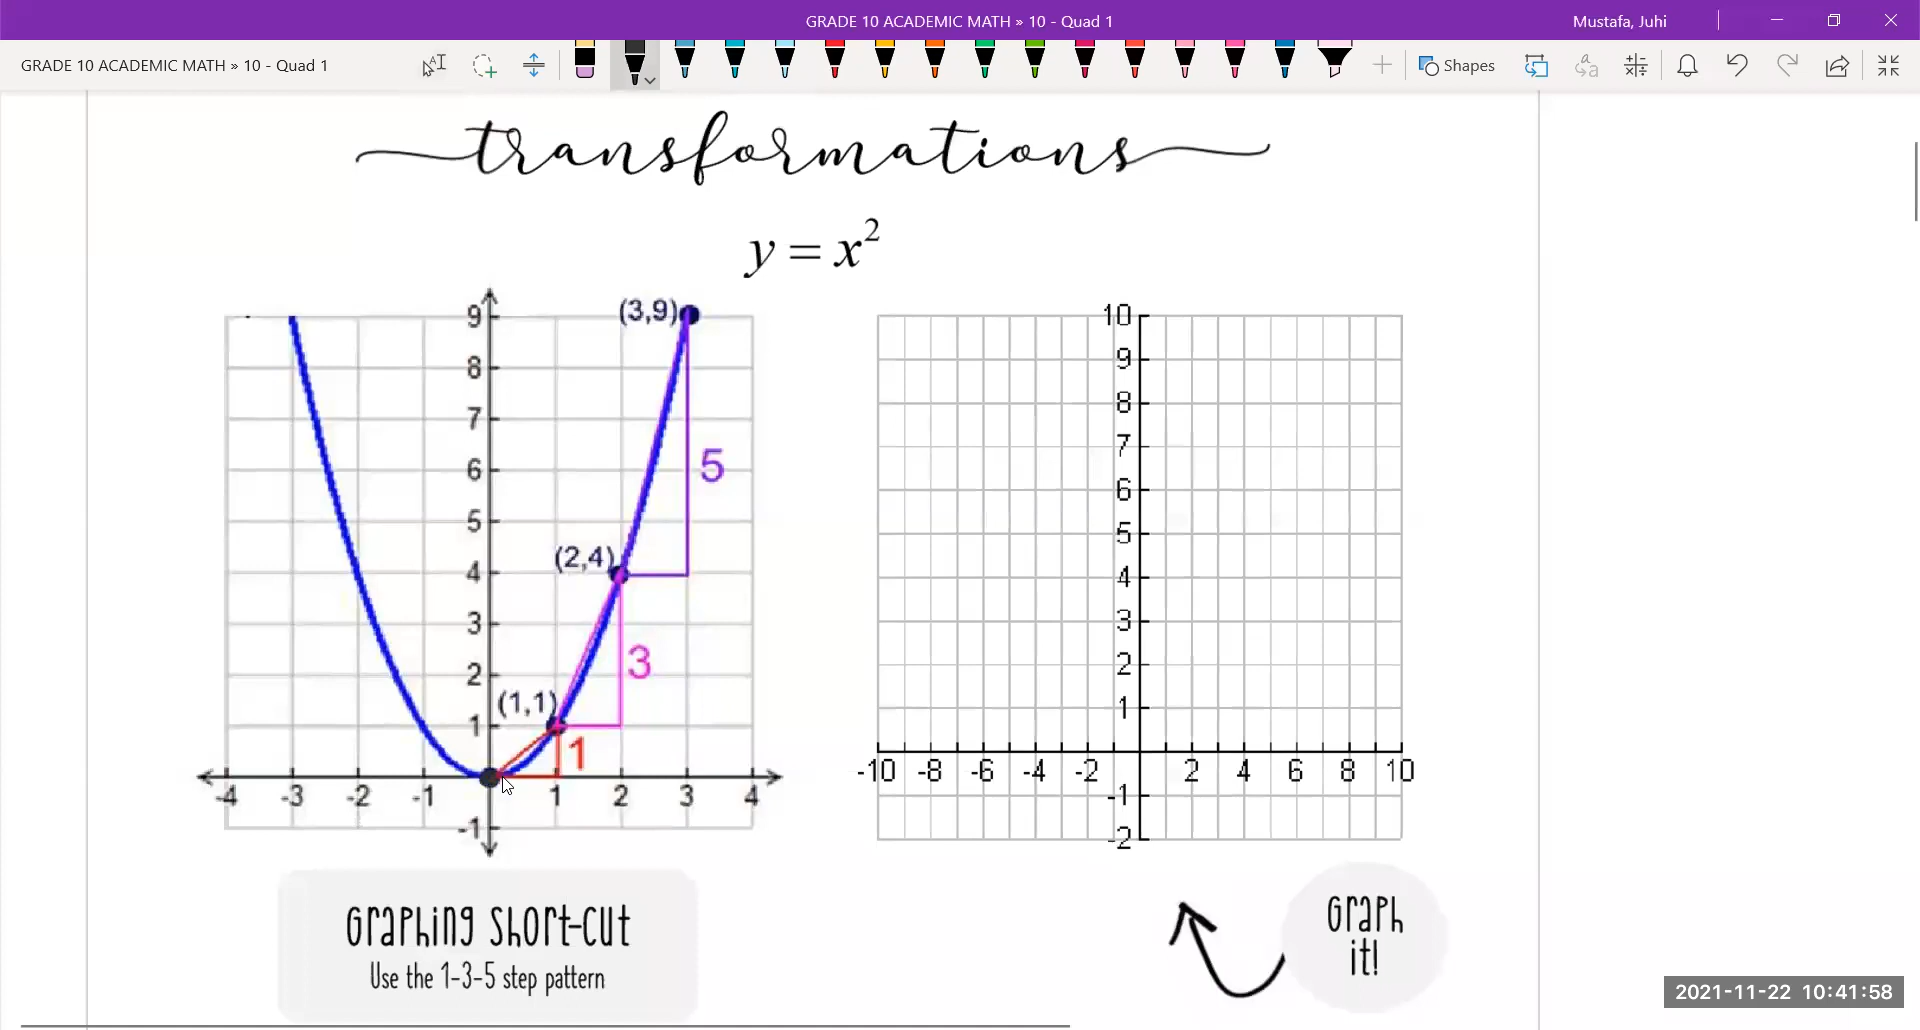 GRADE 10 ACADEMIC MATH » 10 - Quad 1
Mustafa, Juhi
GRADE 10 ACADEMIC MATH » 10 - Quad 1
Shapes
transformations
y = x²
9
8
7
6
5
4
3
2
1
-1
-4 -3 -2 -1 1 2 3 4
(3,9)
5
(2,4)
3
(1,1)
1
10
9
8
7
6
5
4
3
2
1
-10 -8 -6 -4 -2 2 4 6 8 10
-1
-2
Graphing Short-cut
Use the 1-3-5 step pattern
Graph
it!
2021-11-22 10:41:58